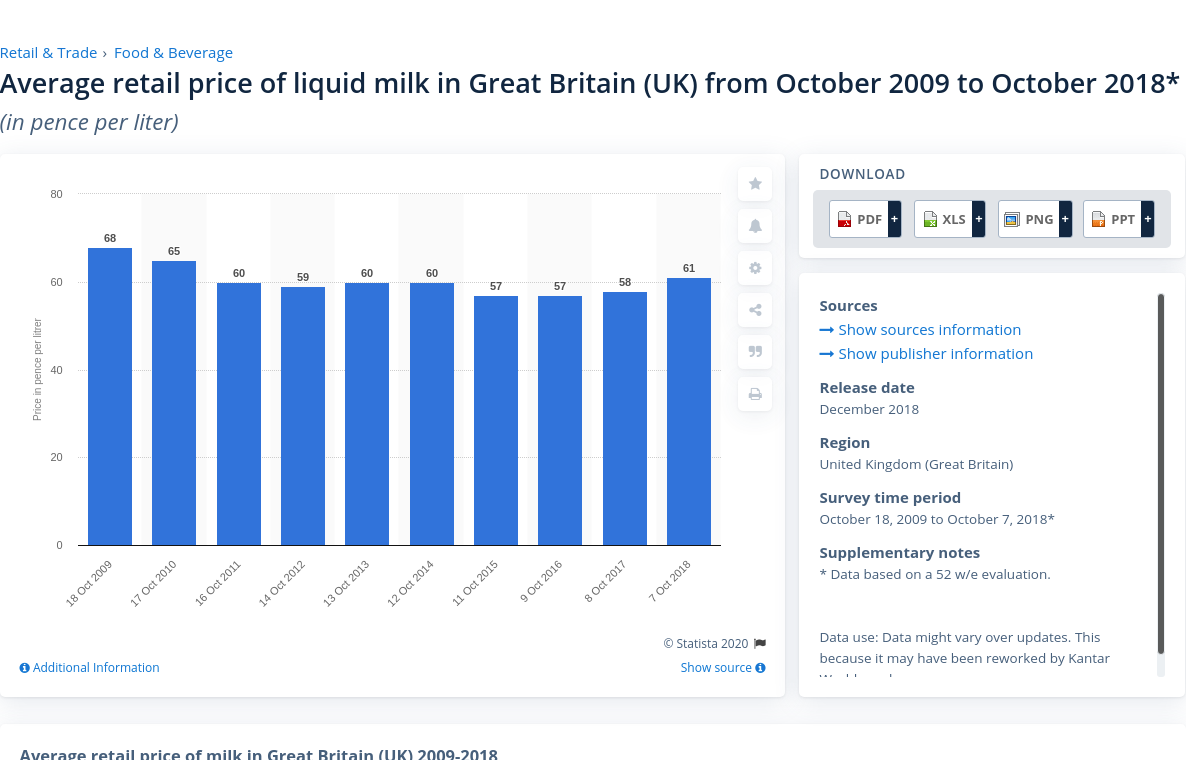 Retail & Trade › Food & Beverage
Average retail price of liquid milk in Great Britain (UK) from October 2009 to October 2018*
(in pence per liter)
80
60
40
20
0
Price in pence per litrer
68
65
60
59
60
60
57
57
58
61
18 Oct 2009
17 Oct 2010
16 Oct 2011
14 Oct 2012
13 Oct 2013
12 Oct 2014
11 Oct 2015
9 Oct 2016
8 Oct 2017
7 Oct 2018
© Statista 2020
Additional Information
Show source
DOWNLOAD
PDF + XLS + PNG + PPT +
Sources
Show sources information
Show publisher information
Release date
December 2018
Region
United Kingdom (Great Britain)
Survey time period
October 18, 2009 to October 7, 2018*
Supplementary notes
* Data based on a 52 w/e evaluation.
Data use: Data might vary over updates. This
because it may have been reworked by Kantar
Average retail price of milk in Great Britain (UK) 2009-2018